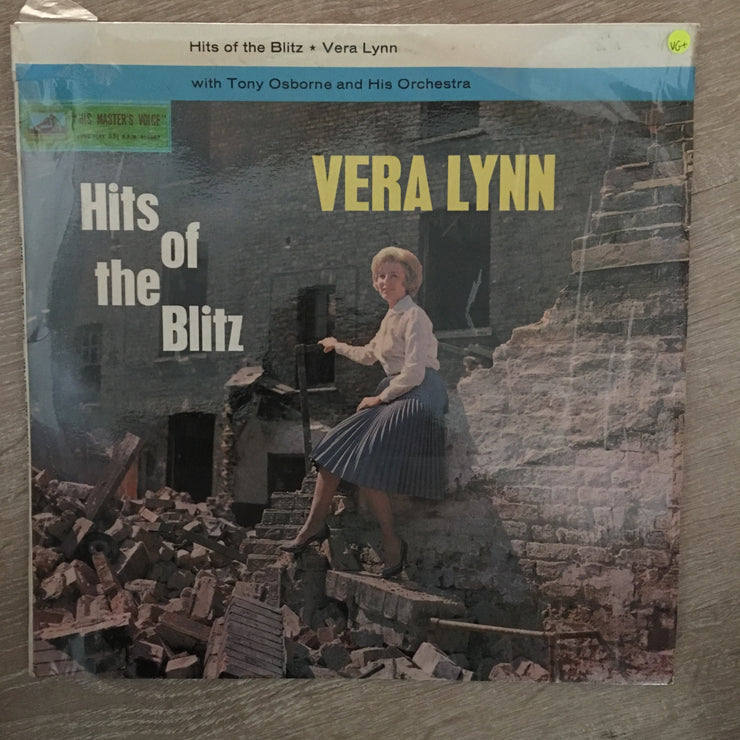 Hits of the Blitz ★ Vera Lynn
VG+
with Tony Osborne and His Orchestra
"HIS MASTER'S VOICE"
VERA LYNN
Hits
of
the
Blitz